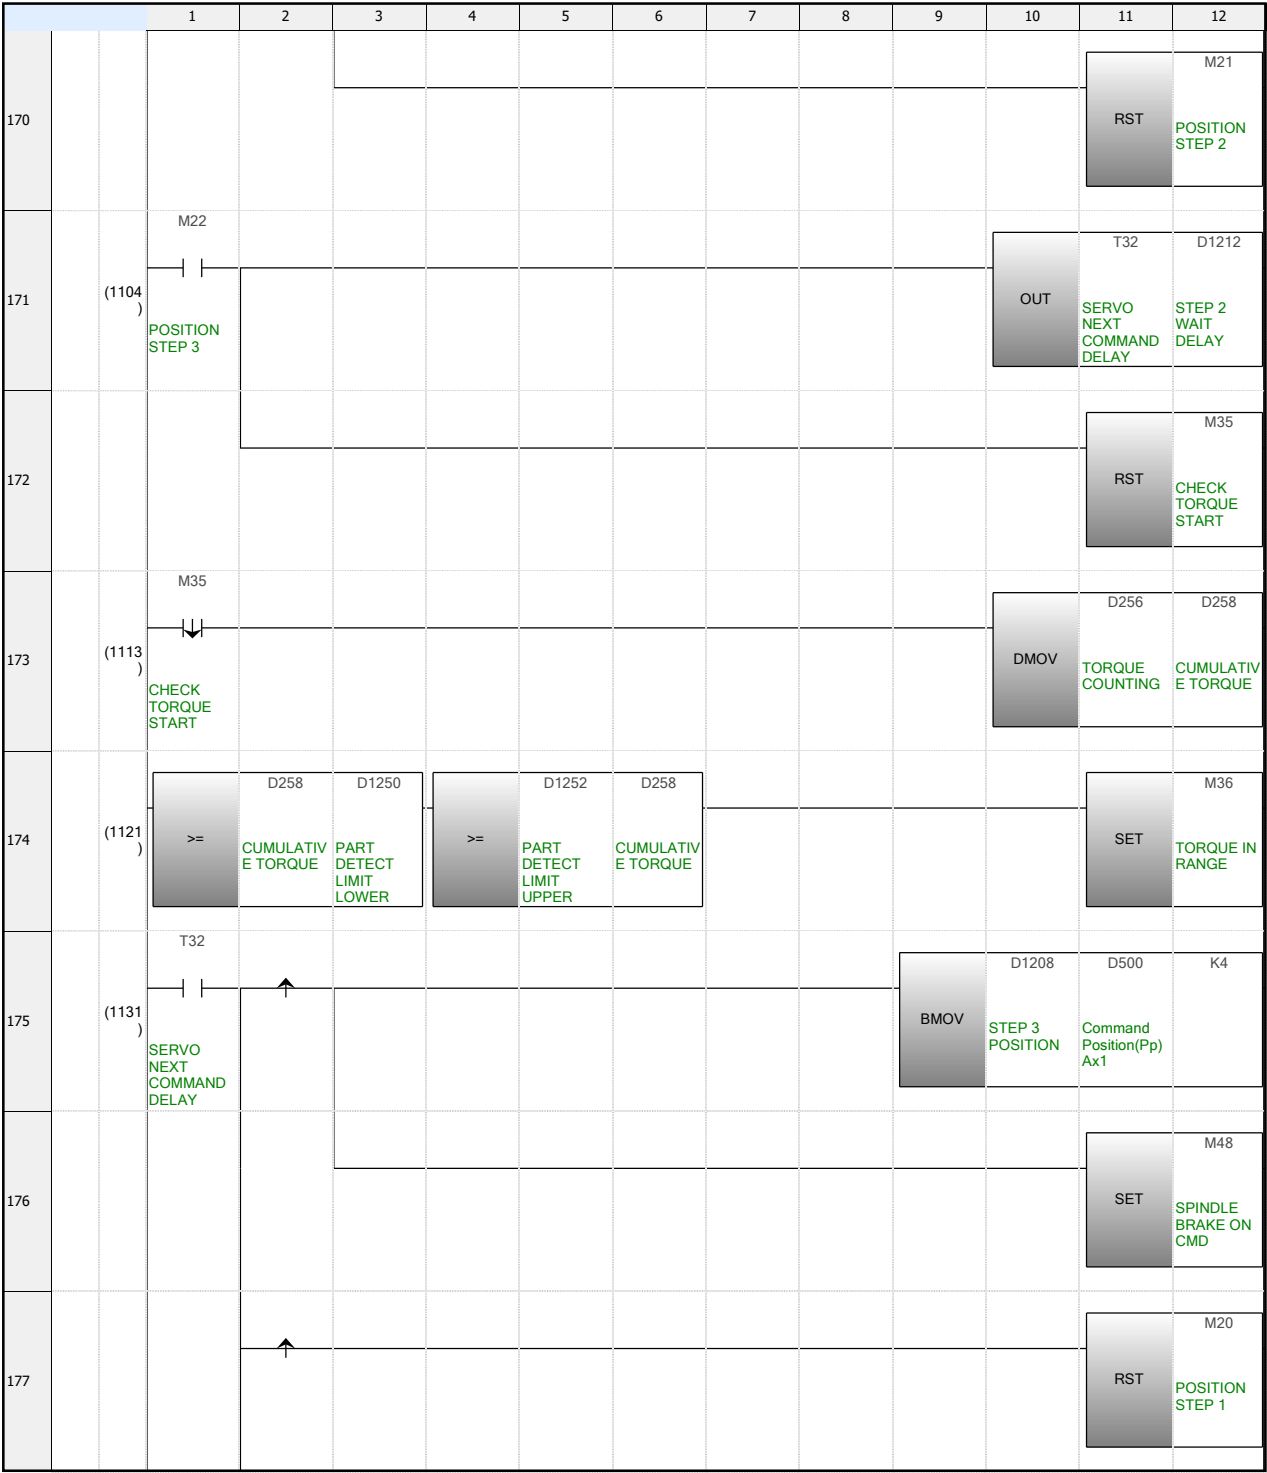 1 2 3 4 5 6 7 8 9 10 11 12
170
RST
M21
POSITION
STEP 2
171
(1104
)
M22
POSITION
STEP 3
OUT
T32
SERVO
NEXT
COMMAND
DELAY
D1212
STEP 2
WAIT
DELAY
172
RST
M35
CHECK
TORQUE
START
173
(1113
)
M35
CHECK
TORQUE
START
DMOV
D256
TORQUE
COUNTING
D258
CUMULATIV
E TORQUE
174
(1121
)
>=
D258
CUMULATIV
E TORQUE
D1250
PART
DETECT
LIMIT
LOWER
>=
D1252
PART
DETECT
LIMIT
UPPER
D258
CUMULATIV
E TORQUE
SET
M36
TORQUE IN
RANGE
175
(1131
)
T32
SERVO
NEXT
COMMAND
DELAY
BMOV
D1208
STEP 3
POSITION
D500
Command
Position(Pp)
Ax1
K4
176
SET
M48
SPINDLE
BRAKE ON
CMD
177
RST
M20
POSITION
STEP 1